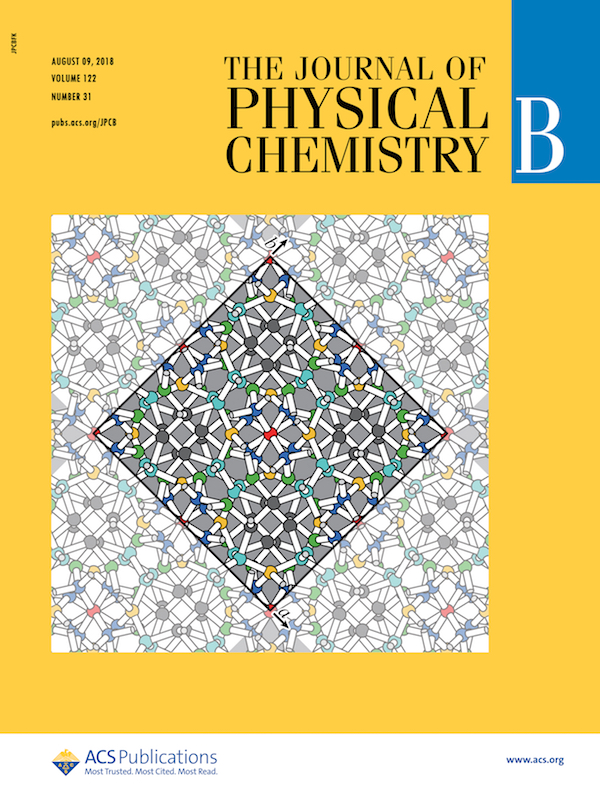 JPCBFK
AUGUST 09, 2018
VOLUME 122
NUMBER 31
pubs.acs.org/JPCB
THE JOURNAL OF
PHYSICAL
CHEMISTRY
B
b
a
ACS Publications
Most Trusted. Most Cited. Most Read.
www.acs.org